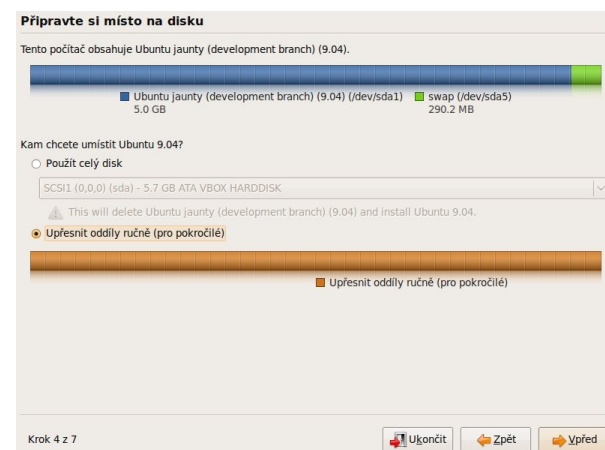 Připravte si místo na disku
Tento počítač obsahuje Ubuntu jaunty (development branch) (9.04).
Ubuntu jaunty (development branch) (9.04) (/dev/sda1)
5.0 GB
swap (/dev/sda5)
290.2 MB
Kam chcete umístit Ubuntu 9.04?
Použít celý disk
SCSI1 (0,0,0) (sda) - 5.7 GB ATA VBOX HARDDISK
This will delete Ubuntu jaunty (development branch) (9.04) and install Ubuntu 9.04.
Upřesnit oddíly ručně (pro pokročilé)
Upřesnit oddíly ručně (pro pokročilé)
Krok 4 z 7
Ukončit
Zpět
Vpřed